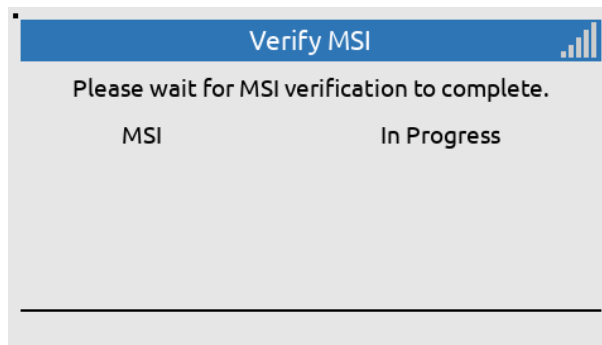 Verify MSI
Please wait for MSI verification to complete.
MSI In Progress